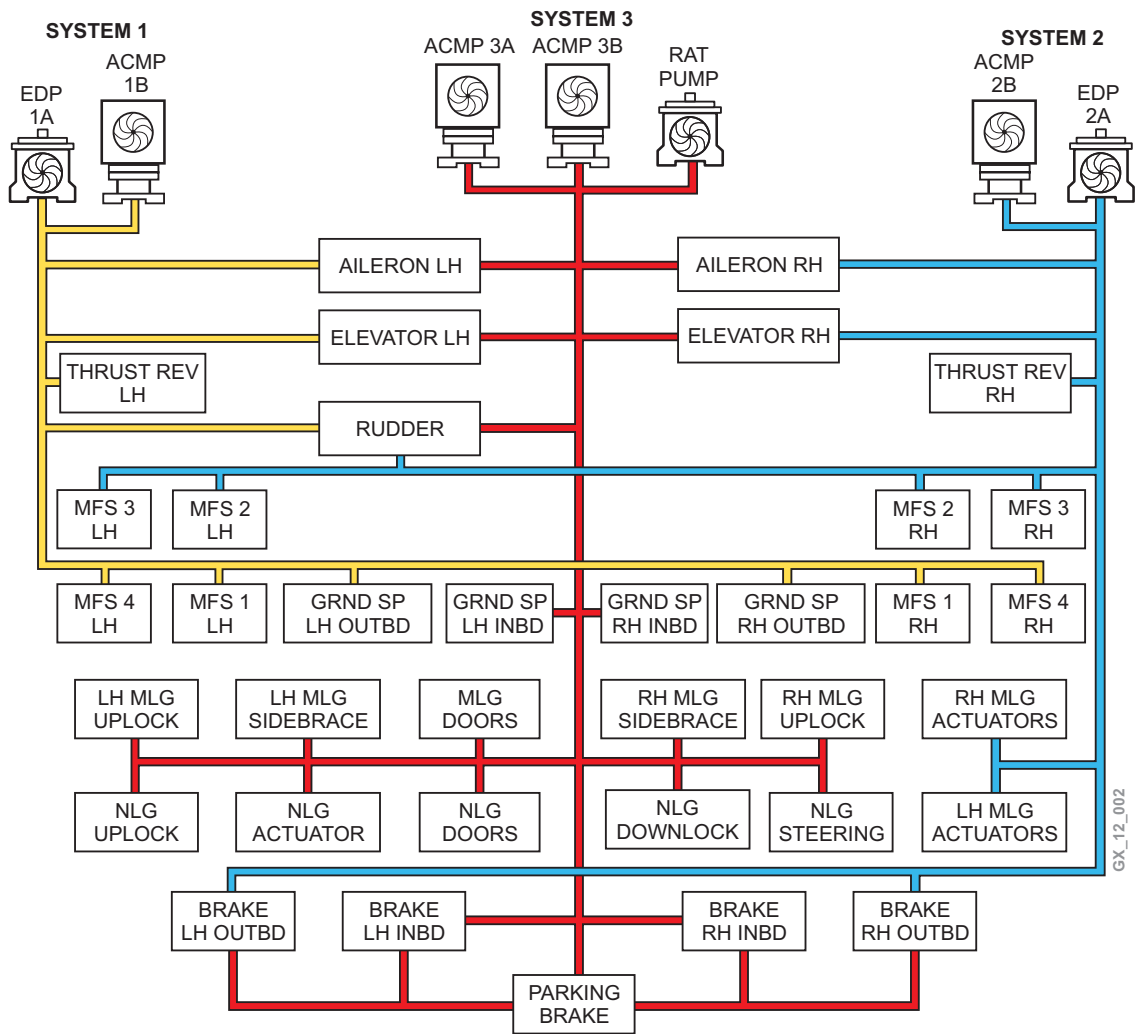 SYSTEM 1
SYSTEM 3
SYSTEM 2
EDP
1A
ACMP
1B
ACMP 3A
ACMP 3B
RAT
PUMP
ACMP
2B
EDP
2A
AILERON LH
AILERON RH
ELEVATOR LH
ELEVATOR RH
THRUST REV
LH
THRUST REV
RH
RUDDER
MFS 3
LH
MFS 2
LH
MFS 2
RH
MFS 3
RH
MFS 4
LH
MFS 1
LH
GRND SP
LH OUTBD
GRND SP
LH INBD
GRND SP
RH INBD
GRND SP
RH OUTBD
MFS 1
RH
MFS 4
RH
LH MLG
UPLOCK
LH MLG
SIDEBRACE
MLG
DOORS
RH MLG
SIDEBRACE
RH MLG
UPLOCK
RH MLG
ACTUATORS
NLG
UPLOCK
NLG
ACTUATOR
NLG
DOORS
NLG
DOWNLOCK
NLG
STEERING
LH MLG
ACTUATORS
GX_12_002
BRAKE
LH OUTBD
BRAKE
LH INBD
BRAKE
RH INBD
BRAKE
RH OUTBD
PARKING
BRAKE